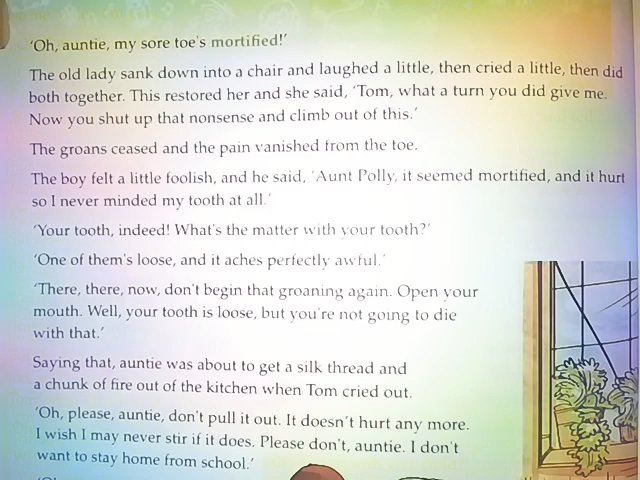 ‘Oh, auntie, my sore toe's mortified!’
The old lady sank down into a chair and laughed a little, then cried a little, then did
both together. This restored her and she said, ‘Tom, what a turn you did give me.
Now you shut up that nonsense and climb out of this.’
The groans ceased and the pain vanished from the toe.
The boy felt a little foolish, and he said, ‘Aunt Polly, it seemed mortified, and it hurt
so I never minded my tooth at all.’
‘Your tooth, indeed! What's the matter with your tooth?’
‘One of them's loose, and it aches perfectly awful.’
‘There, there, now, don't begin that groaning again. Open your
mouth. Well, your tooth is loose, but you're not going to die
with that.’
Saying that, auntie was about to get a silk thread and
a chunk of fire out of the kitchen when Tom cried out.
‘Oh, please, auntie, don't pull it out. It doesn't hurt any more.
I wish I may never stir if it does. Please don't, auntie. I don't
want to stay home from school.’